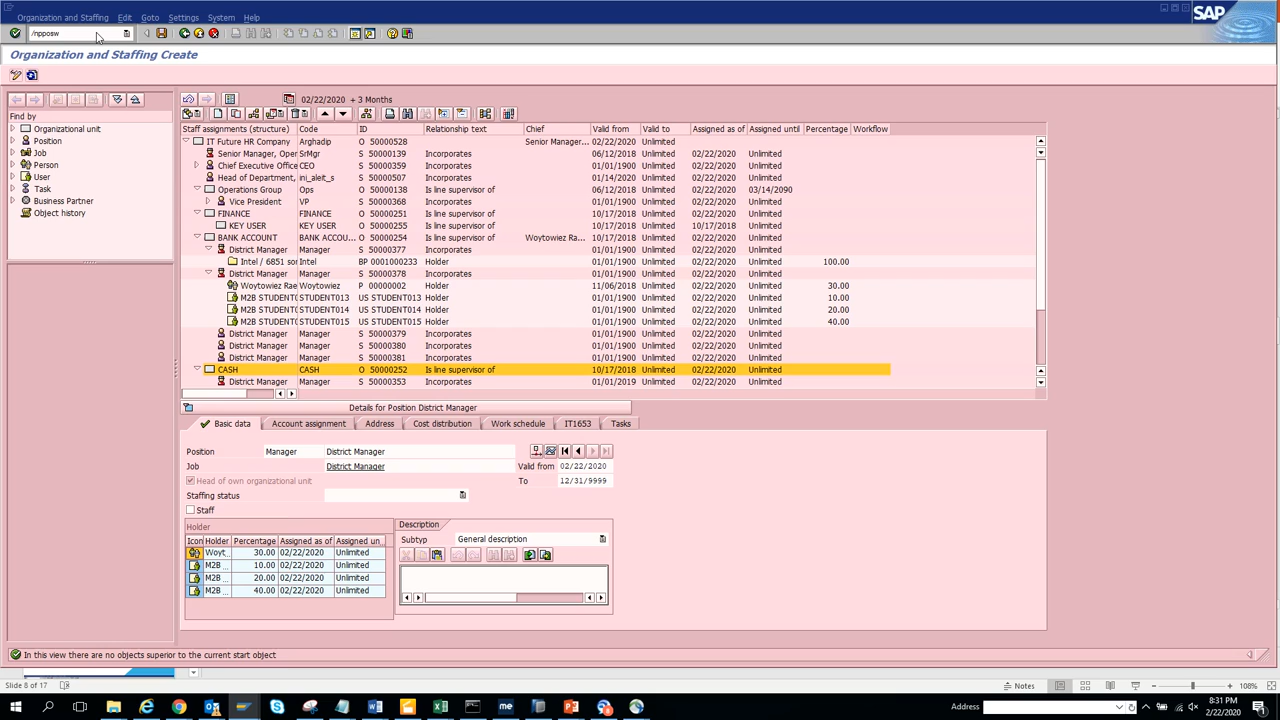 Organization and Staffing Edit Goto Settings System Help
SAP
/npposw
Organization and Staffing Create
Find by
Organizational unit
Position
Job
Person
User
Task
Business Partner
Object history
02/22/2020 + 3 Months
Staff assignments (structure) Code ID Relationship text Chief Valid from Valid to Assigned as of Assigned until Percentage Workflow
IT Future HR Company Arghadip O 50000528 Senior Manager... 02/22/2020 Unlimited
Senior Manager, Oper SrMgr S 50000139 Incorporates 06/12/2018 Unlimited 02/22/2020 Unlimited
Chief Executive Office CEO S 50000359 Incorporates 01/01/1900 Unlimited 02/22/2020 Unlimited
Head of Department, ini_aleit_s S 50000507 Incorporates 01/14/2020 Unlimited 02/22/2020 Unlimited
Operations Group Ops O 50000138 Is line supervisor of 06/12/2018 Unlimited 02/22/2020 03/14/2090
Vice President VP S 50000368 Incorporates 01/01/1900 Unlimited 02/22/2020 Unlimited
FINANCE FINANCE O 50000251 Is line supervisor of 10/17/2018 Unlimited 02/22/2020 Unlimited
KEY USER KEY USER O 50000255 Is line supervisor of 10/17/2018 Unlimited 10/17/2018 Unlimited
BANK ACCOUNT BANK ACCOU... O 50000254 Is line supervisor of Woytowiez Rae... 10/17/2018 Unlimited 02/22/2020 Unlimited
District Manager Manager S 50000377 Incorporates 01/01/1900 Unlimited 02/22/2020 Unlimited
Intel / 6851 sor Intel BP 0001000233 Holder 01/01/1900 Unlimited 02/22/2020 Unlimited 100.00
District Manager Manager S 50000378 Incorporates 01/01/1900 Unlimited 02/22/2020 Unlimited
Woytowiez Rae Woytowiez P 00000002 Holder 11/06/2018 Unlimited 02/22/2020 Unlimited 30.00
M2B STUDENT0 STUDENT013 US STUDENT013 Holder 01/01/1900 Unlimited 02/22/2020 Unlimited 10.00
M2B STUDENT0 STUDENT014 US STUDENT014 Holder 01/01/1900 Unlimited 02/22/2020 Unlimited 20.00
M2B STUDENT0 STUDENT015 US STUDENT015 Holder 01/01/1900 Unlimited 02/22/2020 Unlimited 40.00
District Manager Manager S 50000379 Incorporates 01/01/1900 Unlimited 02/22/2020 Unlimited
District Manager Manager S 50000380 Incorporates 01/01/1900 Unlimited 02/22/2020 Unlimited
District Manager Manager S 50000381 Incorporates 01/01/1900 Unlimited 02/22/2020 Unlimited
CASH CASH O 50000252 Is line supervisor of 10/17/2018 Unlimited 02/22/2020 Unlimited
District Manager Manager S 50000353 Incorporates 01/01/2019 Unlimited 02/22/2020 Unlimited
Details for Position District Manager
Basic data Account assignment Address Cost distribution Work schedule IT1653 Tasks
Position Manager District Manager
Job District Manager Valid from 02/22/2020
Head of own organizational unit To 12/31/9999
Staffing status
Staff
Holder
Icon Holder Percentage Assigned as of Assigned un...
Woyt... 30.00 02/22/2020 Unlimited
M2B ... 10.00 02/22/2020 Unlimited
M2B ... 20.00 02/22/2020 Unlimited
M2B ... 40.00 02/22/2020 Unlimited
Description
Subtype General description
In this view there are no objects superior to the current start object
Slide 8 of 17 Notes 108%
Address 8:31 PM
2/22/2020